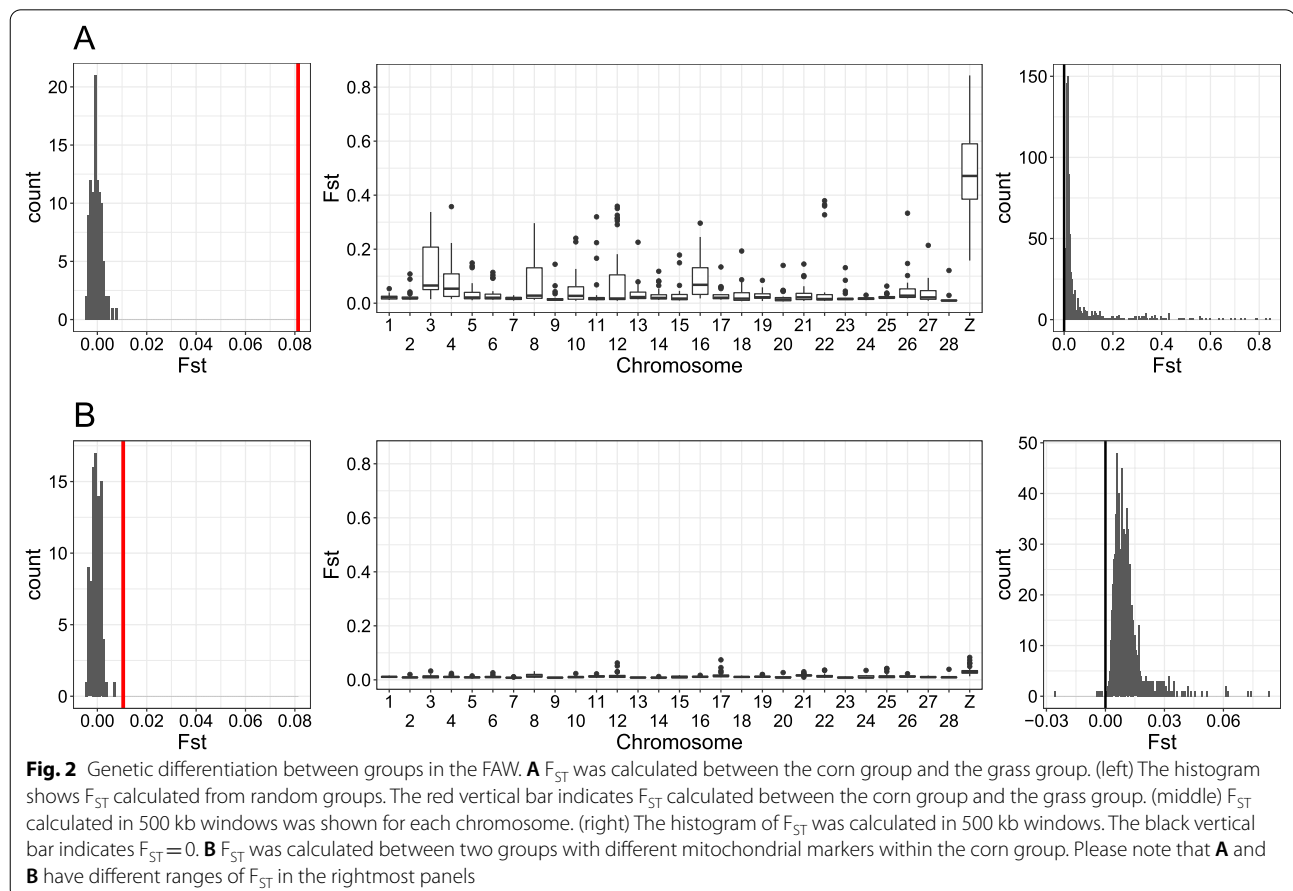 A
20
15
10
5
0
count
0.00 0.02 0.04 0.06 0.08
Fst
0.8
0.6
0.4
0.2
0.0
Fst
1 3 5 7 9 11 13 15 17 19 21 23 25 27 Z
2 4 6 8 10 12 14 16 18 20 22 24 26 28
Chromosome
150
100
50
0
count
0.0 0.2 0.4 0.6 0.8
Fst
B
15
10
5
0
count
0.00 0.02 0.04 0.06 0.08
Fst
0.8
0.6
0.4
0.2
0.0
Fst
1 3 5 7 9 11 13 15 17 19 21 23 25 27 Z
2 4 6 8 10 12 14 16 18 20 22 24 26 28
Chromosome
50
40
30
20
10
0
count
−0.03 0.00 0.03 0.06
Fst
Fig. 2 Genetic differentiation between groups in the FAW. A FST was calculated between the corn group and the grass group. (left) The histogram
shows FST calculated from random groups. The red vertical bar indicates FST calculated between the corn group and the grass group. (middle) FST
calculated in 500 kb windows was shown for each chromosome. (right) The histogram of FST was calculated in 500 kb windows. The black vertical
bar indicates FST = 0. B FST was calculated between two groups with different mitochondrial markers within the corn group. Please note that A and
B have different ranges of FST in the rightmost panels